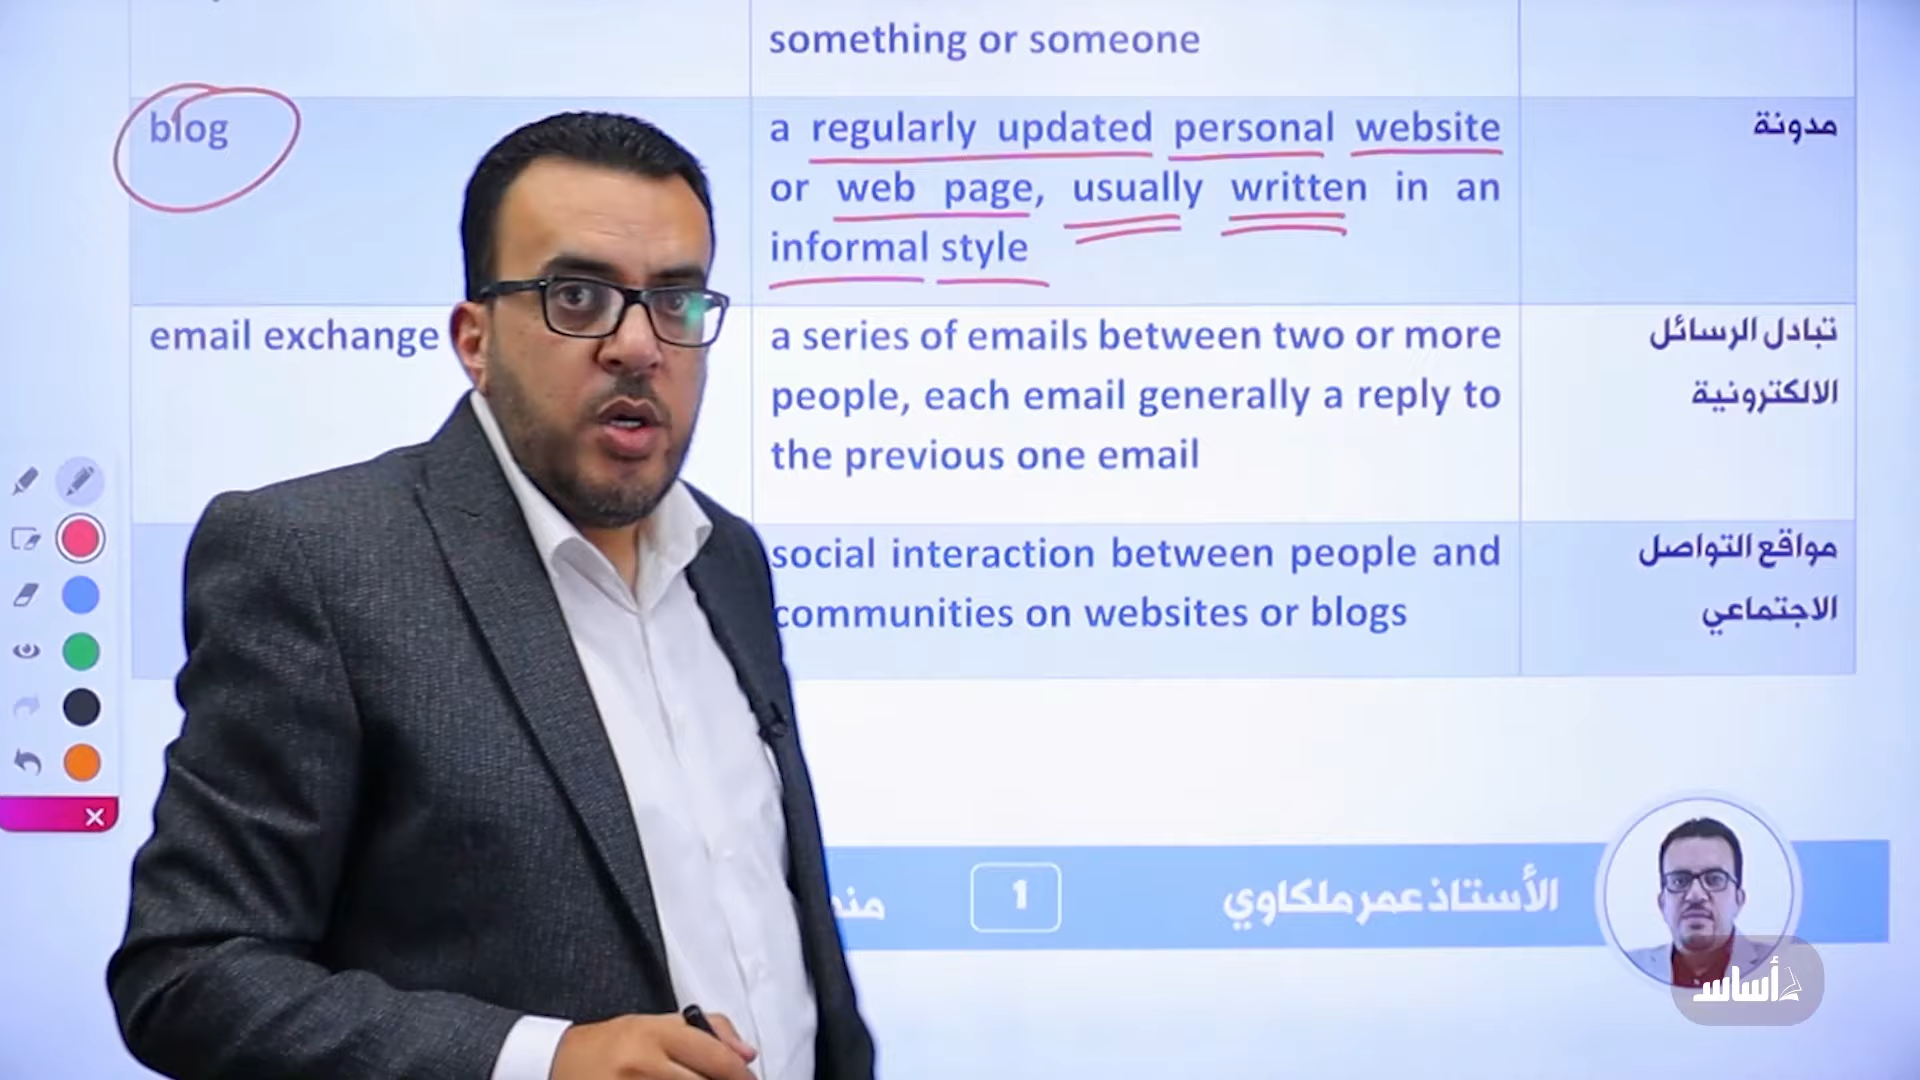 something or someone
blog
a regularly updated personal website
or web page, usually written in an
informal style
مدونة
email exchange
a series of emails between two or more
people, each email generally a reply to
the previous one email
تبادل الرسائل
الالكترونية
social interaction between people and
communities on websites or blogs
مواقع التواصل
الاجتماعي
الأستاذ عمر ملكاوي
1
أساس